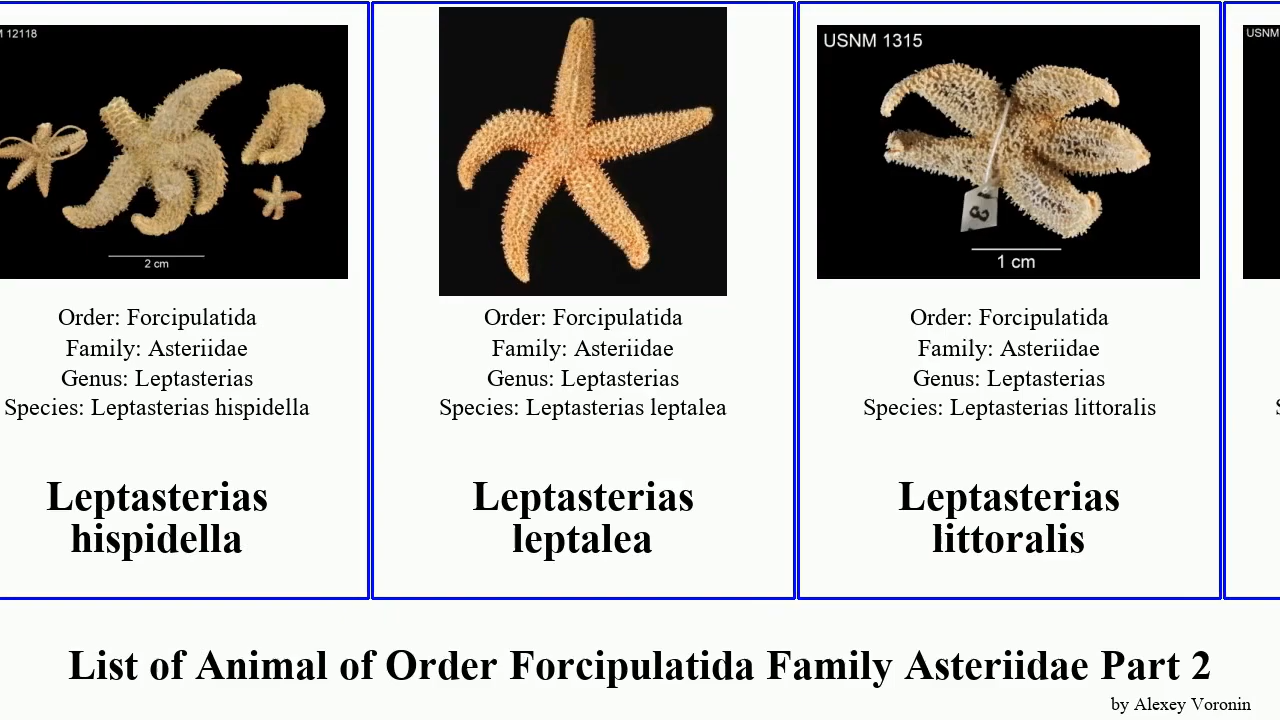 M 12118
2 cm
Order: Forcipulatida
Family: Asteriidae
Genus: Leptasterias
Species: Leptasterias hispidella
Leptasterias
hispidella
Order: Forcipulatida
Family: Asteriidae
Genus: Leptasterias
Species: Leptasterias leptalea
Leptasterias
leptalea
USNM 1315
8
1 cm
Order: Forcipulatida
Family: Asteriidae
Genus: Leptasterias
Species: Leptasterias littoralis
Leptasterias
littoralis
USNM
S
List of Animal of Order Forcipulatida Family Asteriidae Part 2
by Alexey Voronin